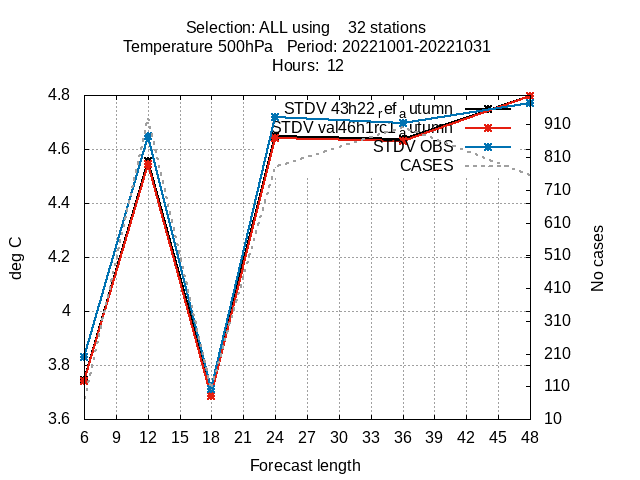 Selection: ALL using 32 stations
Temperature 500hPa Period: 20221001-20221031
Hours: 12
STDV 43h22_ref_autumn
STDV val46h1rc1_autumn
STDV OBS
CASES
4.8
4.6
4.4
4.2
4
3.8
3.6
deg C
910
810
710
610
510
410
310
210
110
10
No cases
6 9 12 15 18 21 24 27 30 33 36 39 42 45 48
Forecast length